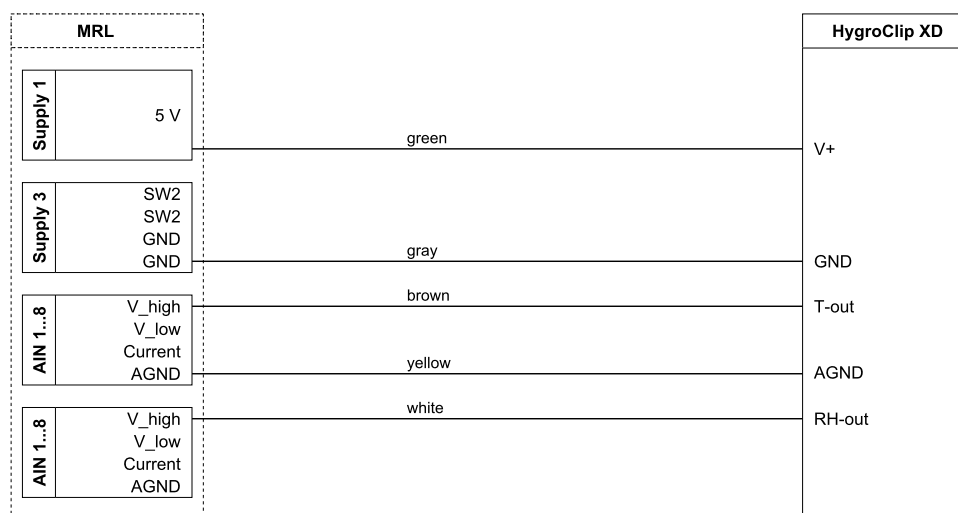 MRL
HygroClip XD
Supply 1
5 V
green
V+
Supply 3
SW2
SW2
GND
GND
gray
GND
AIN 1...8
V_high
V_low
Current
AGND
brown
T-out
yellow
AGND
AIN 1...8
V_high
V_low
Current
AGND
white
RH-out